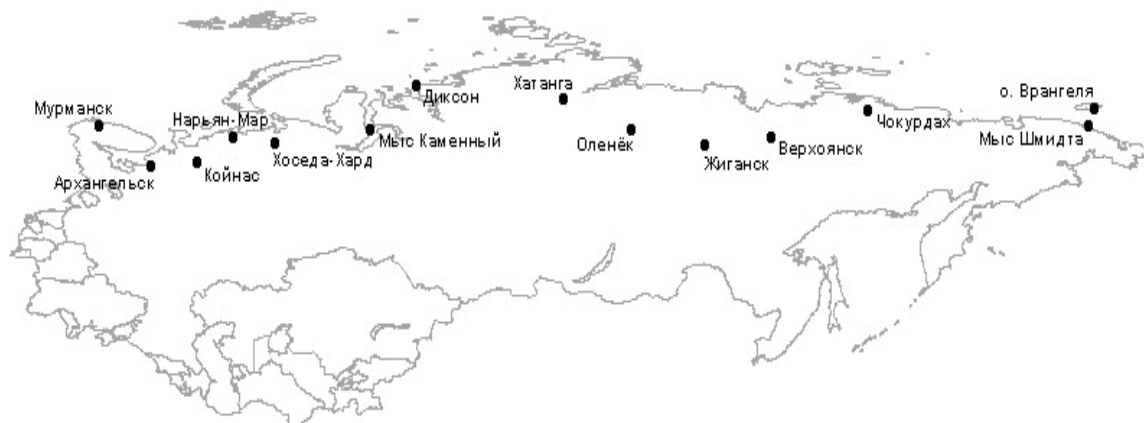 Мурманск
Архангельск
Койнас
Нарьян-Мар
Хоседа-Хард
Мыс Каменный
Диксон
Хатанга
Оленёк
Жиганск
Верхоянск
Чокурдах
о. Врангеля
Мыс Шмидта